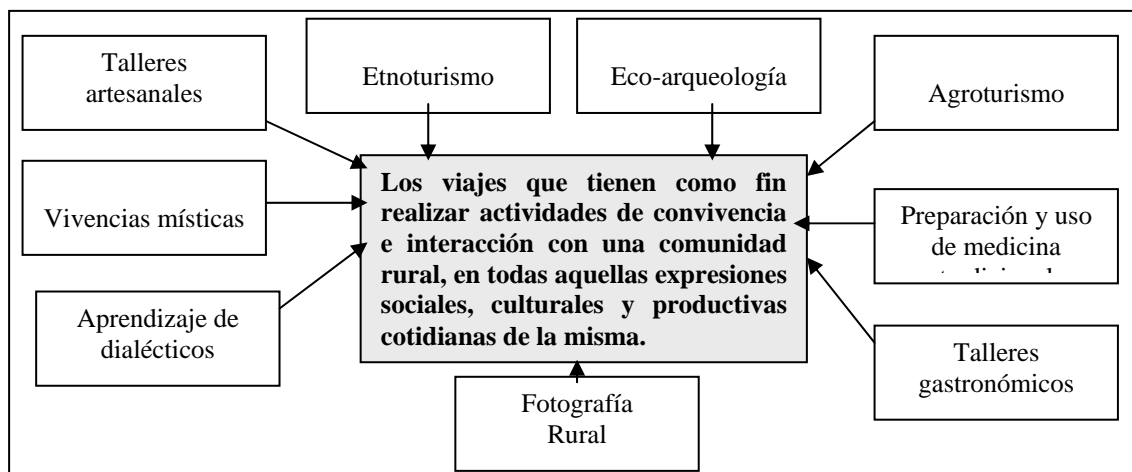 Talleres
artesanales
Etnoturismo
Eco-arqueología
Agroturismo
Vivencias místicas
Los viajes que tienen como fin
realizar actividades de convivencia
e interacción con una comunidad
rural, en todas aquellas expresiones
sociales, culturales y productivas
cotidianas de la misma.
Preparación y uso
de medicina
Aprendizaje de
dialécticos
Talleres
gastronómicos
Fotografía
Rural